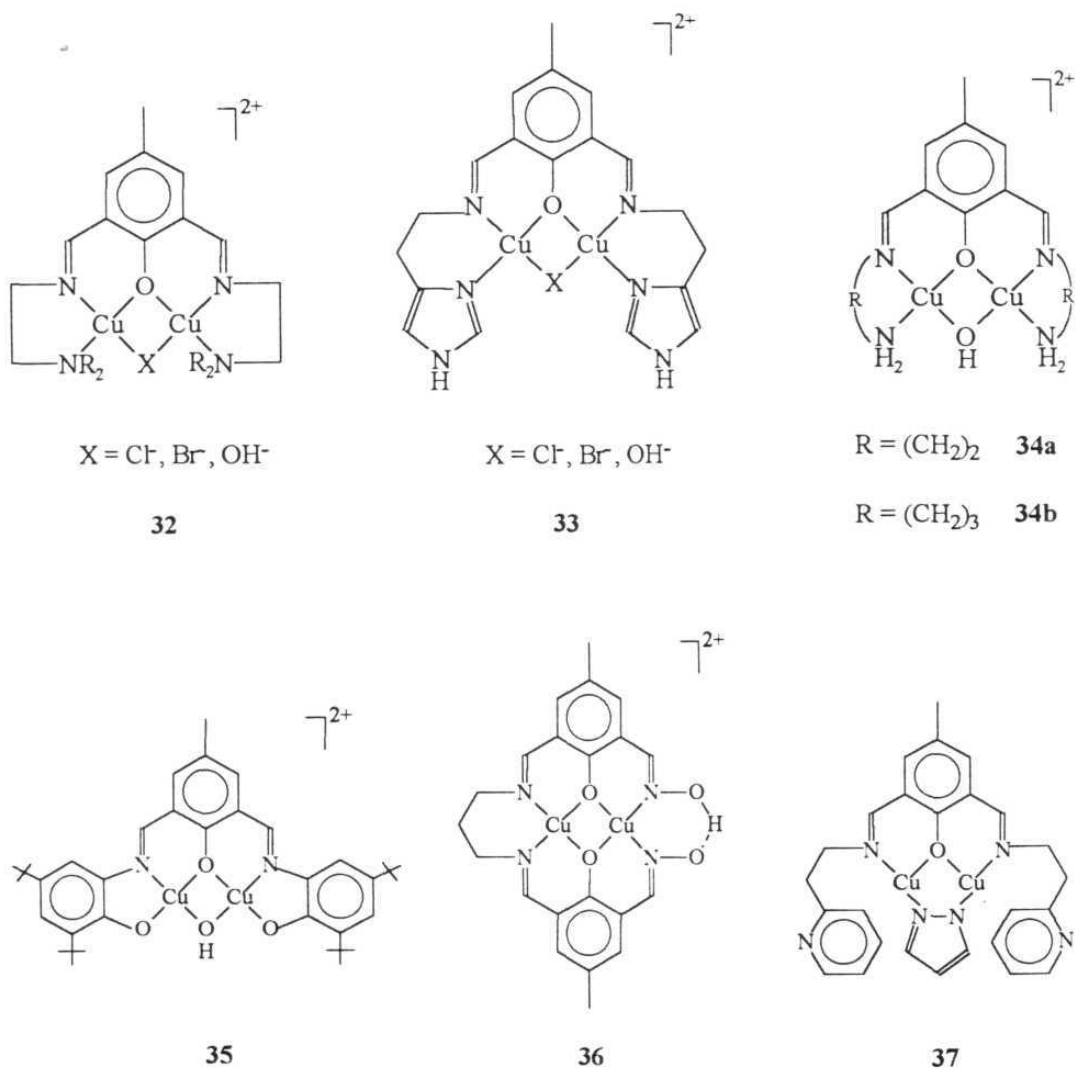 ]2+
N
O
N
Cu
Cu
NR2
X
R2N
X = Cl-, Br-, OH-
32
]2+
N
O
N
Cu
Cu
N
X
N
N
H
N
H
X = Cl-, Br-, OH-
33
]2+
N
O
N
R
Cu
Cu
R
N
H2
O
H
N
H2
R = (CH2)2 34a
R = (CH2)3 34b
]2+
N
O
N
Cu
Cu
O
O
H
O
35
]2+
N
O
N
O
Cu
Cu
H
N
O
N
O
36
N
O
N
Cu
Cu
N
N
N
N
37